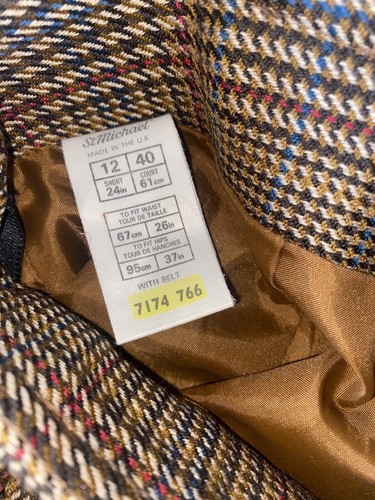 St Michael
MADE IN THE U.K
12 40
SHORT COURT
24in 61cm
TO FIT WAIST
TOUR DE TAILLE
67cm 26in
TO FIT HIPS
TOUR DE HANCHES
95cm 37in
WITH BELT
7174 766